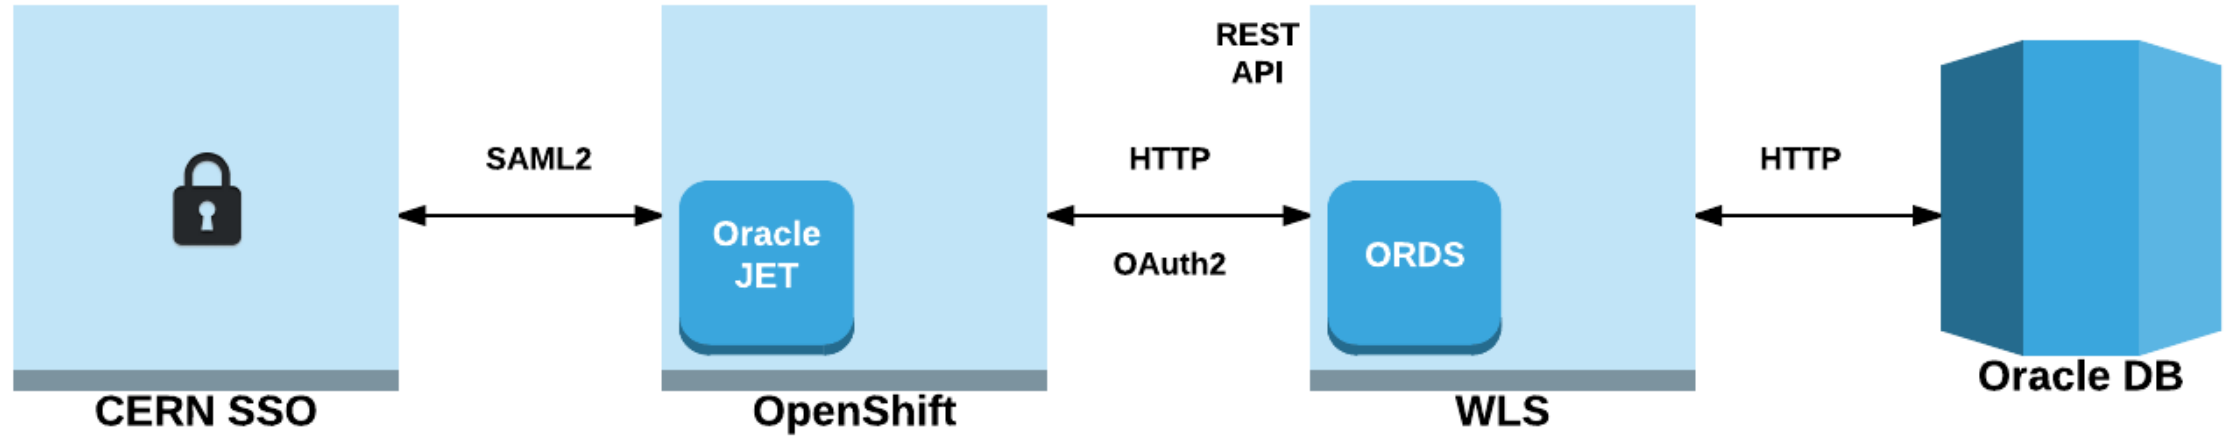 REST
API
SAML2
HTTP
HTTP
Oracle
JET
ORDS
OAuth2
CERN SSO
OpenShift
WLS
Oracle DB